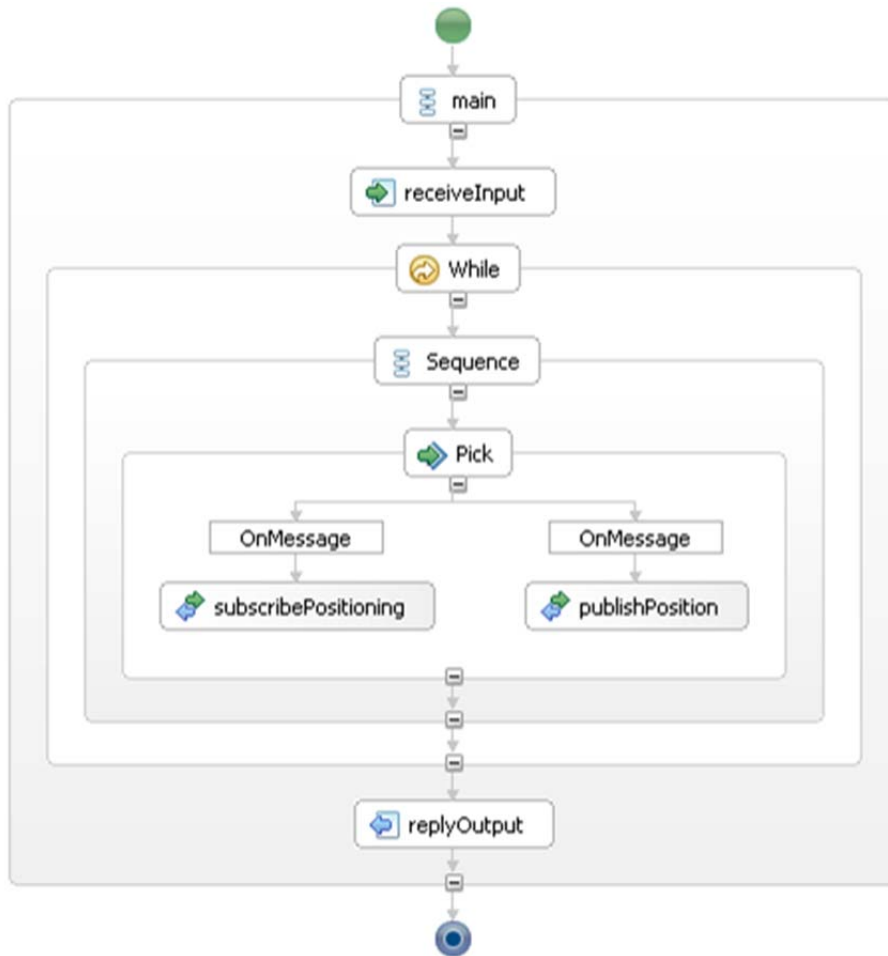 main
receiveInput
While
Sequence
Pick
OnMessage
OnMessage
subscribePositioning
publishPosition
replyOutput